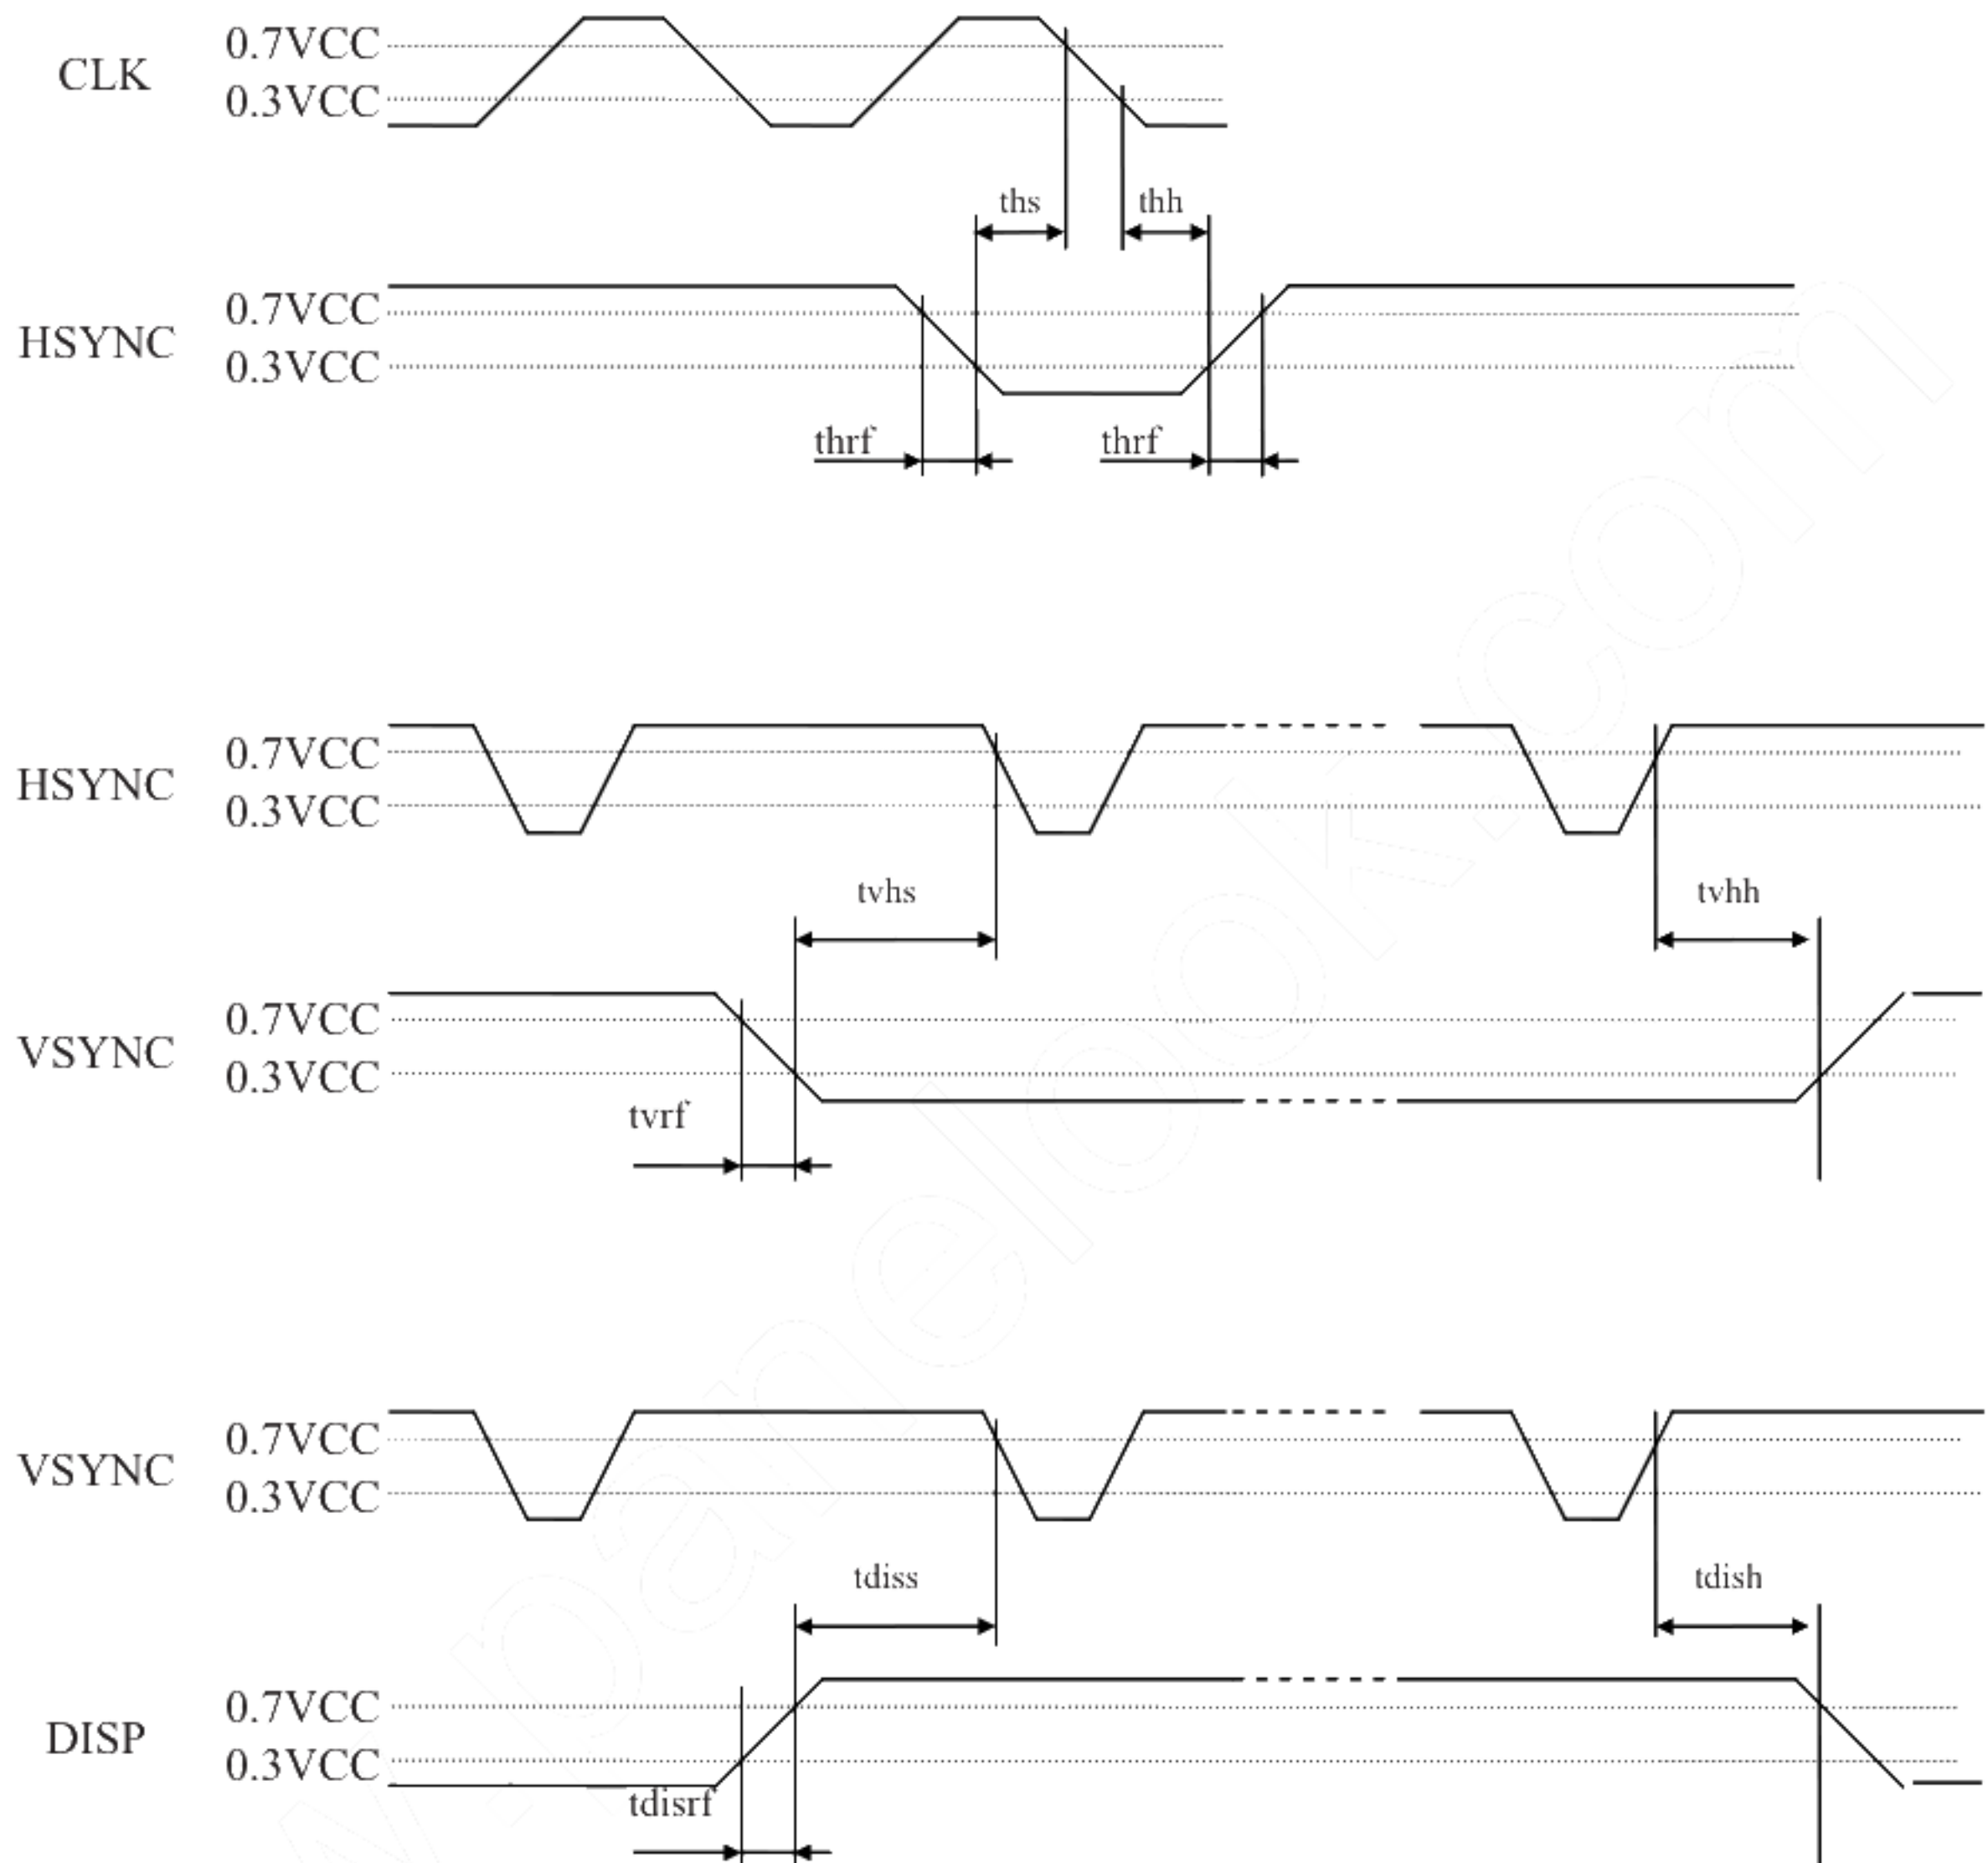 0.7VCC
CLK
0.3VCC
ths thh
0.7VCC
HSYNC
0.3VCC
thrf thrf
0.7VCC
HSYNC
0.3VCC
tvhs tvhh
0.7VCC
VSYNC
0.3VCC
tvrf
0.7VCC
VSYNC
0.3VCC
tdiss tdish
0.7VCC
DISP
0.3VCC
tdisrf
panelook.com